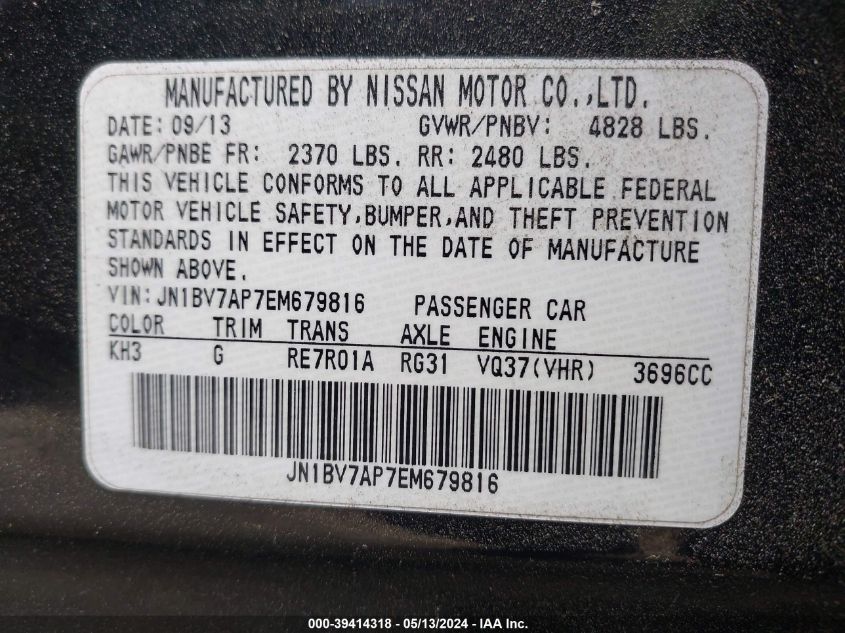 MANUFACTURED BY NISSAN MOTOR CO.,LTD.
DATE: 09/13 GVWR/PNBV: 4828 LBS.
GAWR/PNBE FR: 2370 LBS. RR: 2480 LBS.
THIS VEHICLE CONFORMS TO ALL APPLICABLE FEDERAL
MOTOR VEHICLE SAFETY,BUMPER,AND THEFT PREVENTION
STANDARDS IN EFFECT ON THE DATE OF MANUFACTURE
SHOWN ABOVE.
VIN:JN1BV7AP7EM679816 PASSENGER CAR
COLOR TRIM TRANS AXLE ENGINE
KH3 G RE7R01A RG31 VQ37(VHR) 3696CC
JN1BV7AP7EM679816
000-39414318 - 05/13/2024 - IAA Inc.